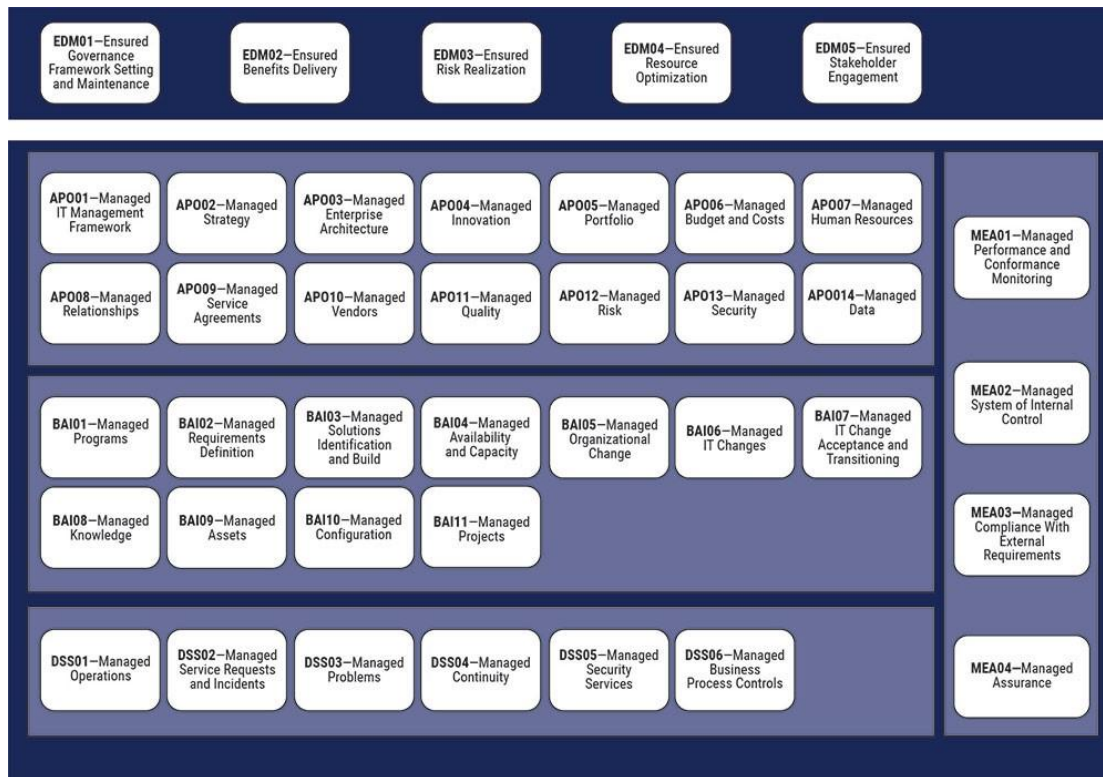 EDM01—Ensured
Governance
Framework Setting
and Maintenance
EDM02—Ensured
Benefits Delivery
EDM03—Ensured
Risk Realization
EDM04—Ensured
Resource
Optimization
EDM05—Ensured
Stakeholder
Engagement
APO01—Managed
IT Management
Framework
APO02—Managed
Strategy
APO03—Managed
Enterprise
Architecture
APO04—Managed
Innovation
APO05—Managed
Portfolio
APO06—Managed
Budget and Costs
APO07—Managed
Human Resources
APO08—Managed
Relationships
APO09—Managed
Service
Agreements
APO10—Managed
Vendors
APO11—Managed
Quality
APO12—Managed
Risk
APO13—Managed
Security
APO014—Managed
Data
BAI01—Managed
Programs
BAI02—Managed
Requirements
Definition
BAI03—Managed
Solutions
Identification
and Build
BAI04—Managed
Availability
and Capacity
BAI05—Managed
Organizational
Change
BAI06—Managed
IT Changes
BAI07—Managed
IT Change
Acceptance and
Transitioning
BAI08—Managed
Knowledge
BAI09—Managed
Assets
BAI10—Managed
Configuration
BAI11—Managed
Projects
DSS01—Managed
Operations
DSS02—Managed
Service Requests
and Incidents
DSS03—Managed
Problems
DSS04—Managed
Continuity
DSS05—Managed
Security
Services
DSS06—Managed
Business
Process Controls
MEA01—Managed
Performance and
Conformance
Monitoring
MEA02—Managed
System of Internal
Control
MEA03—Managed
Compliance With
External
Requirements
MEA04—Managed
Assurance